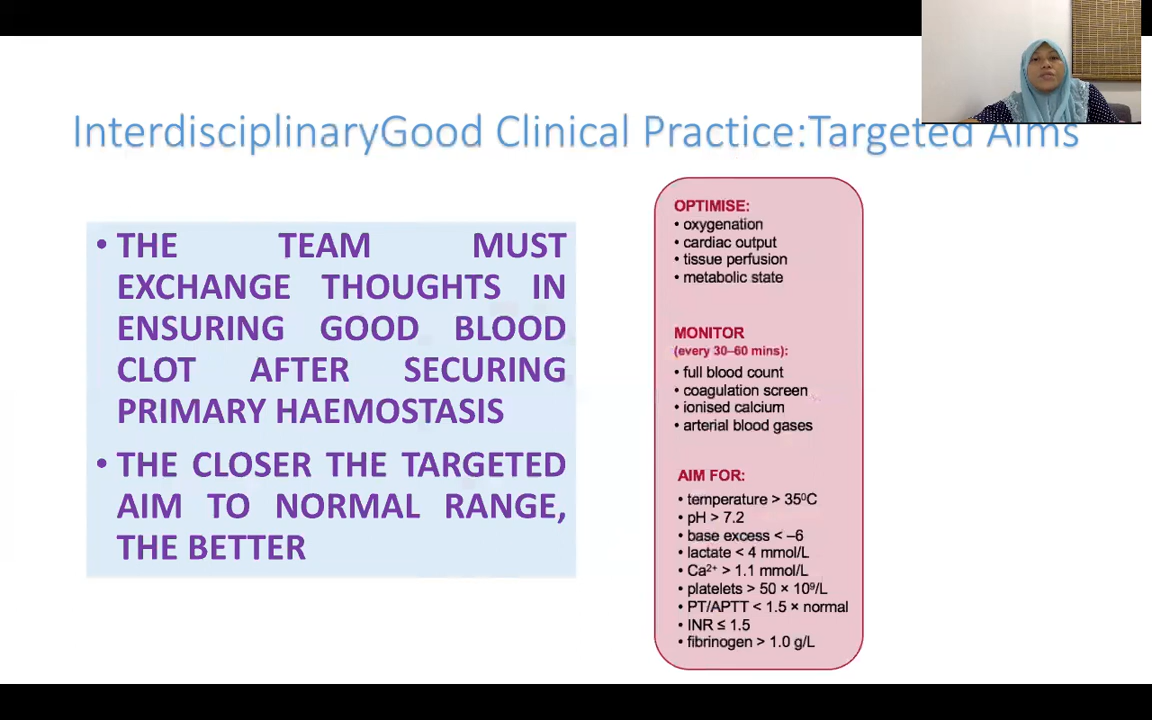 InterdisciplinaryGood Clinical Practice:Targeted Aims
• THE TEAM MUST
EXCHANGE THOUGHTS IN
ENSURING GOOD BLOOD
CLOT AFTER SECURING
PRIMARY HAEMOSTASIS
• THE CLOSER THE TARGETED
AIM TO NORMAL RANGE,
THE BETTER
OPTIMISE:
• oxygenation
• cardiac output
• tissue perfusion
• metabolic state
MONITOR
(every 30–60 mins):
• full blood count
• coagulation screen
• ionised calcium
• arterial blood gases
AIM FOR:
• temperature > 35⁰C
• pH > 7.2
• base excess < –6
• lactate < 4 mmol/L
• Ca²⁺ > 1.1 mmol/L
• platelets > 50 × 10⁹/L
• PT/APTT < 1.5 × normal
• INR ≤ 1.5
• fibrinogen > 1.0 g/L